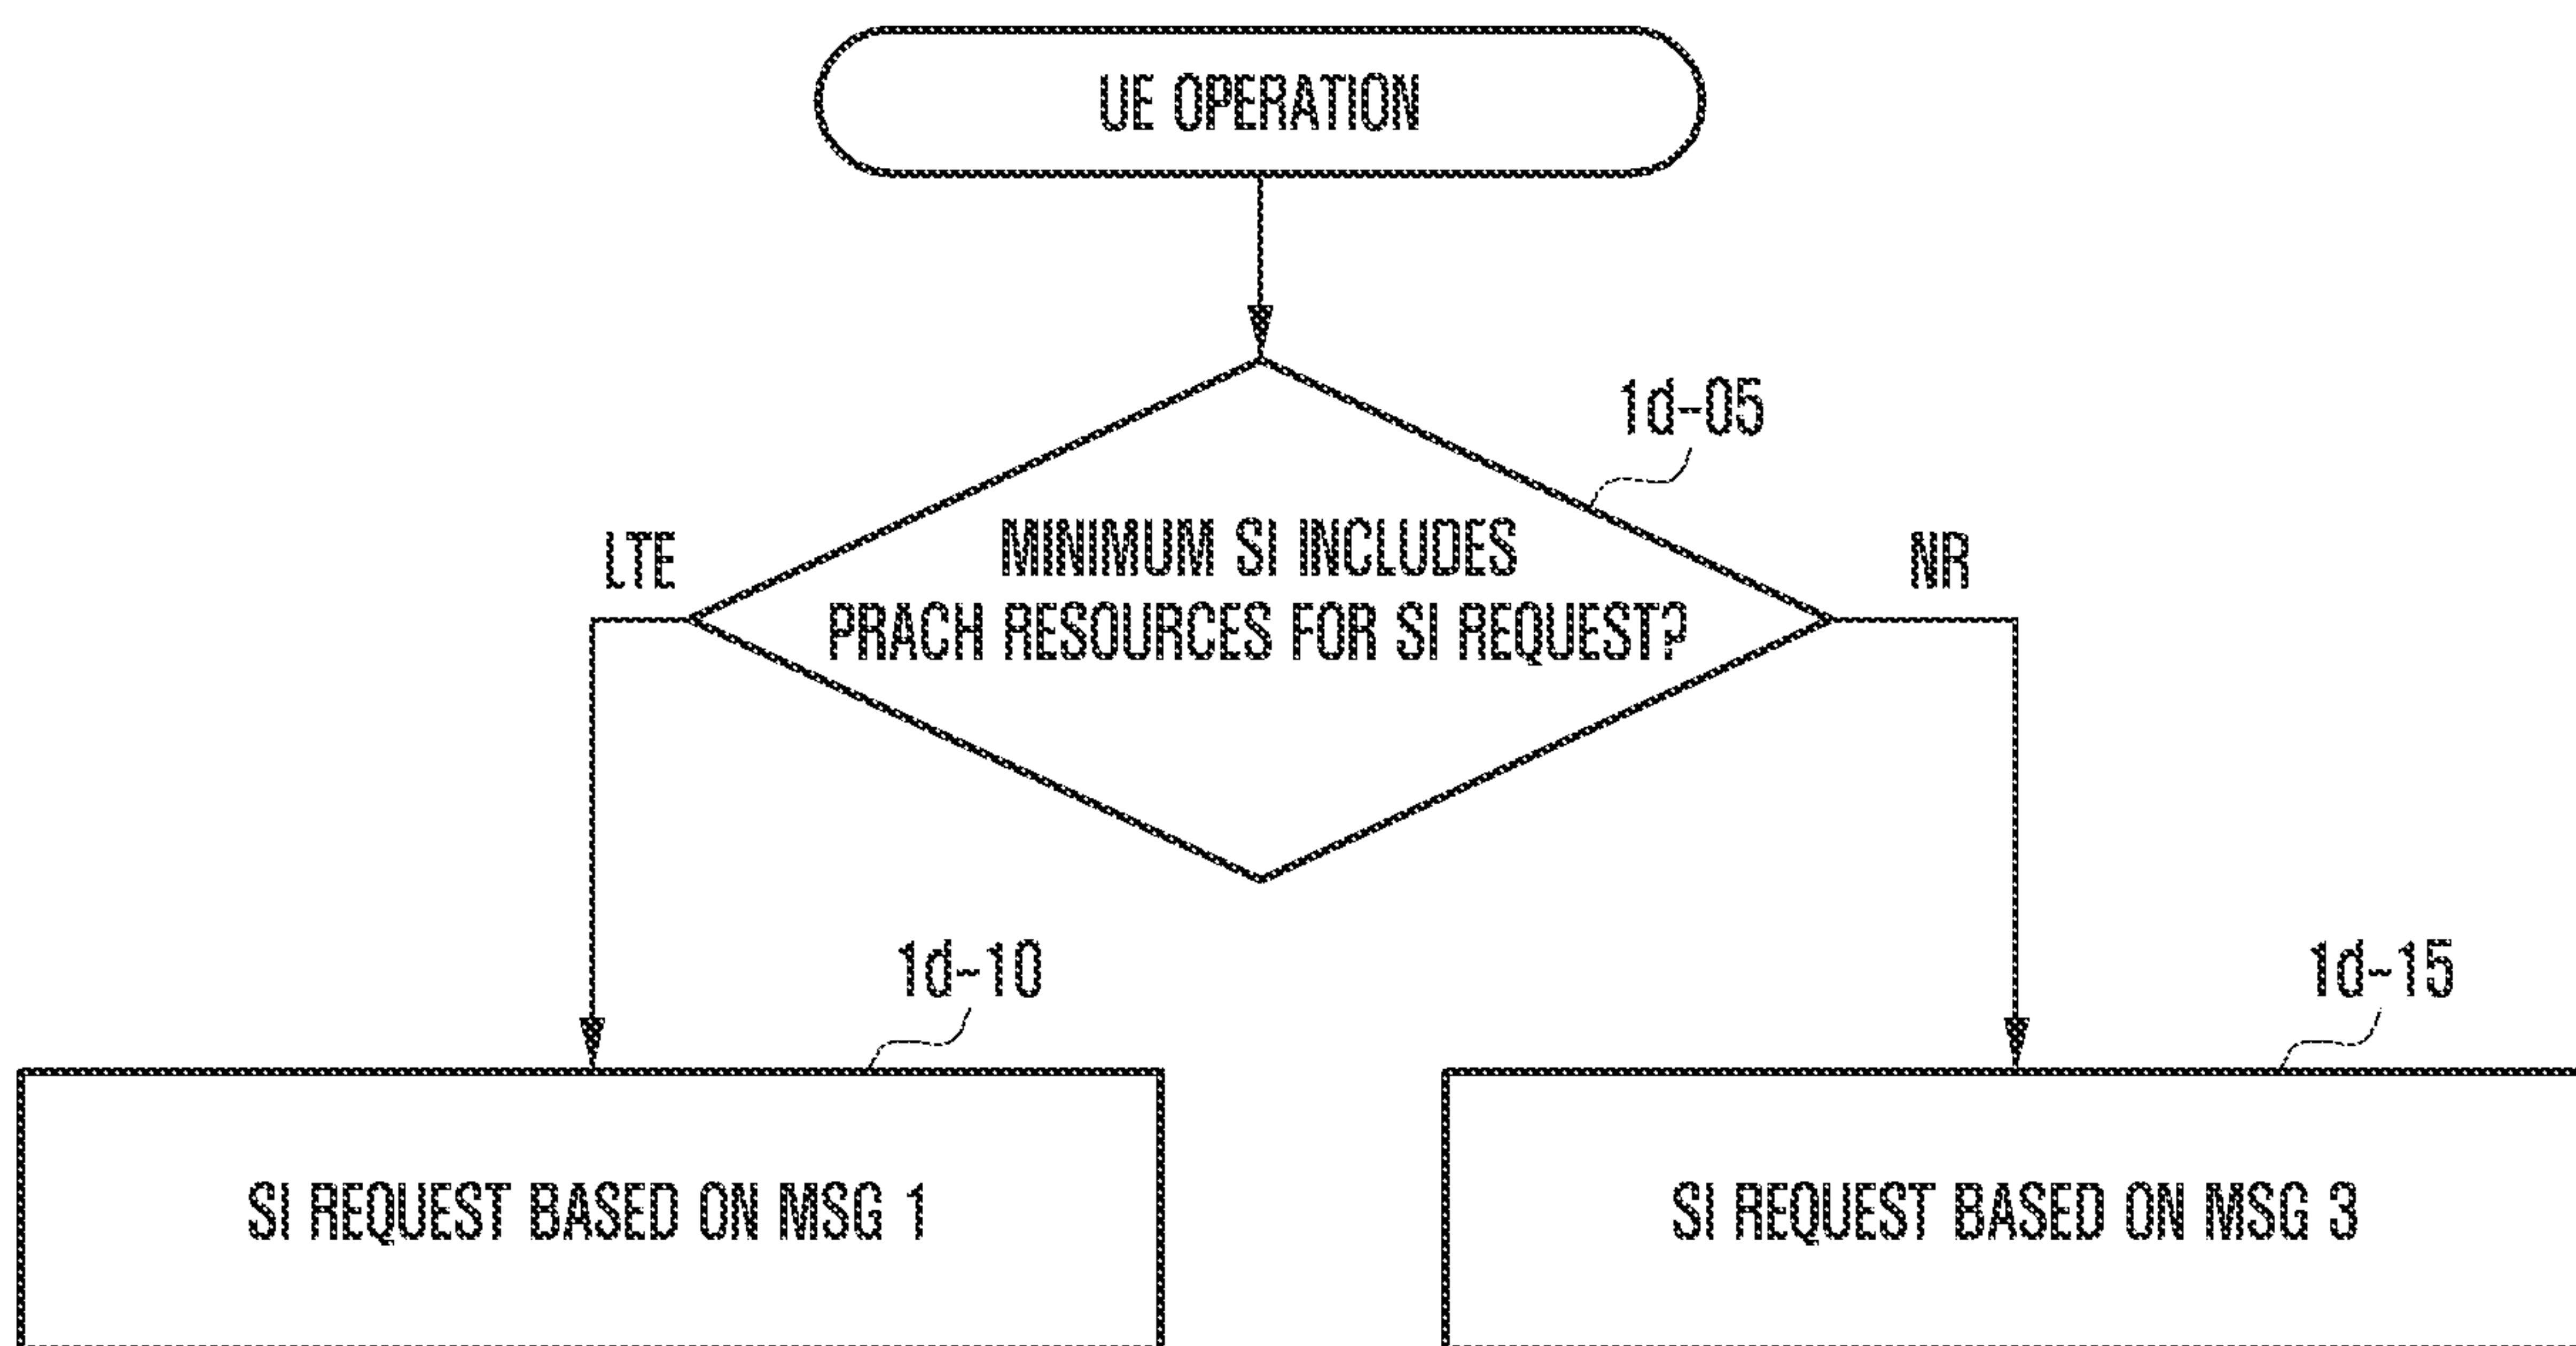 UE OPERATION
1d-05
LTE
MINIMUM SI INCLUDES
PRACH RESOURCES FOR SI REQUEST?
NR
1d-10
1d-15
SI REQUEST BASED ON MSG 1
SI REQUEST BASED ON MSG 3